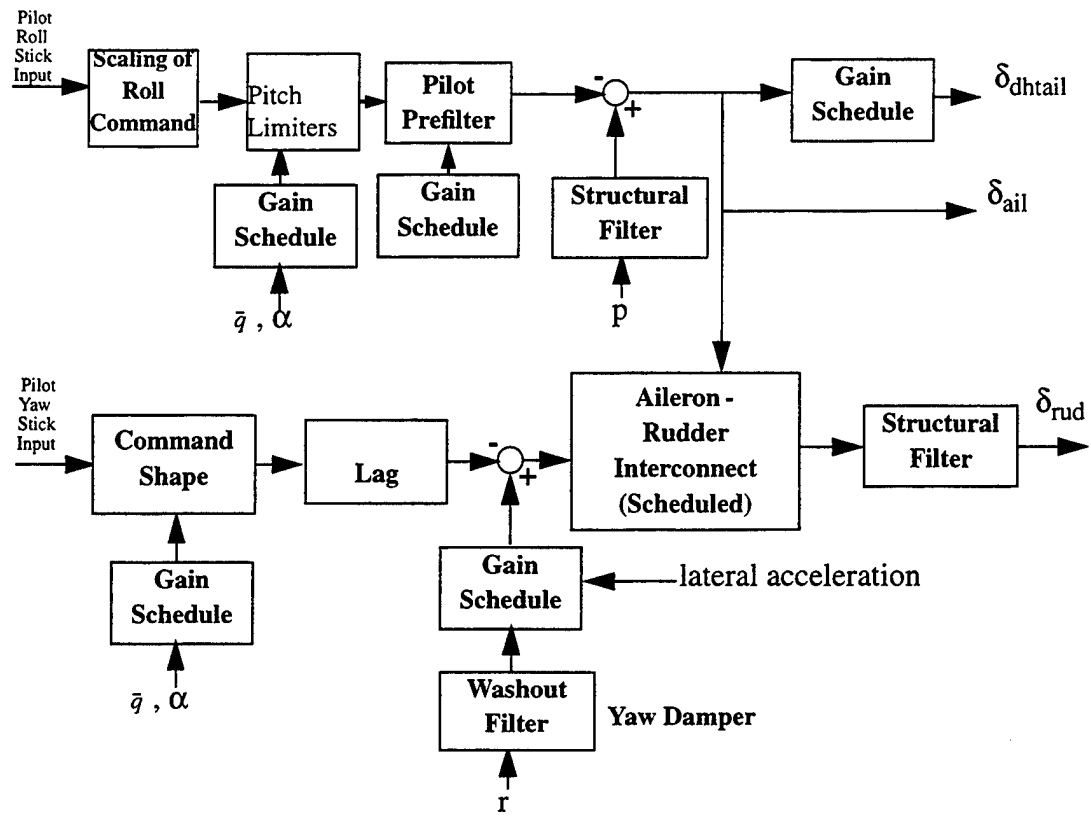 Pilot
Roll
Stick
Input
Scaling of
Roll
Command
Pitch
Limiters
Pilot
Prefilter
-
+
Gain
Schedule
δdhtail
Gain
Schedule
q̄ , α
Gain
Schedule
Structural
Filter
p
δail
Pilot
Yaw
Stick
Input
Command
Shape
Lag
-
+
Aileron -
Rudder
Interconnect
(Scheduled)
Structural
Filter
δrud
Gain
Schedule
q̄ , α
Gain
Schedule
lateral acceleration
Washout
Filter
Yaw Damper
r